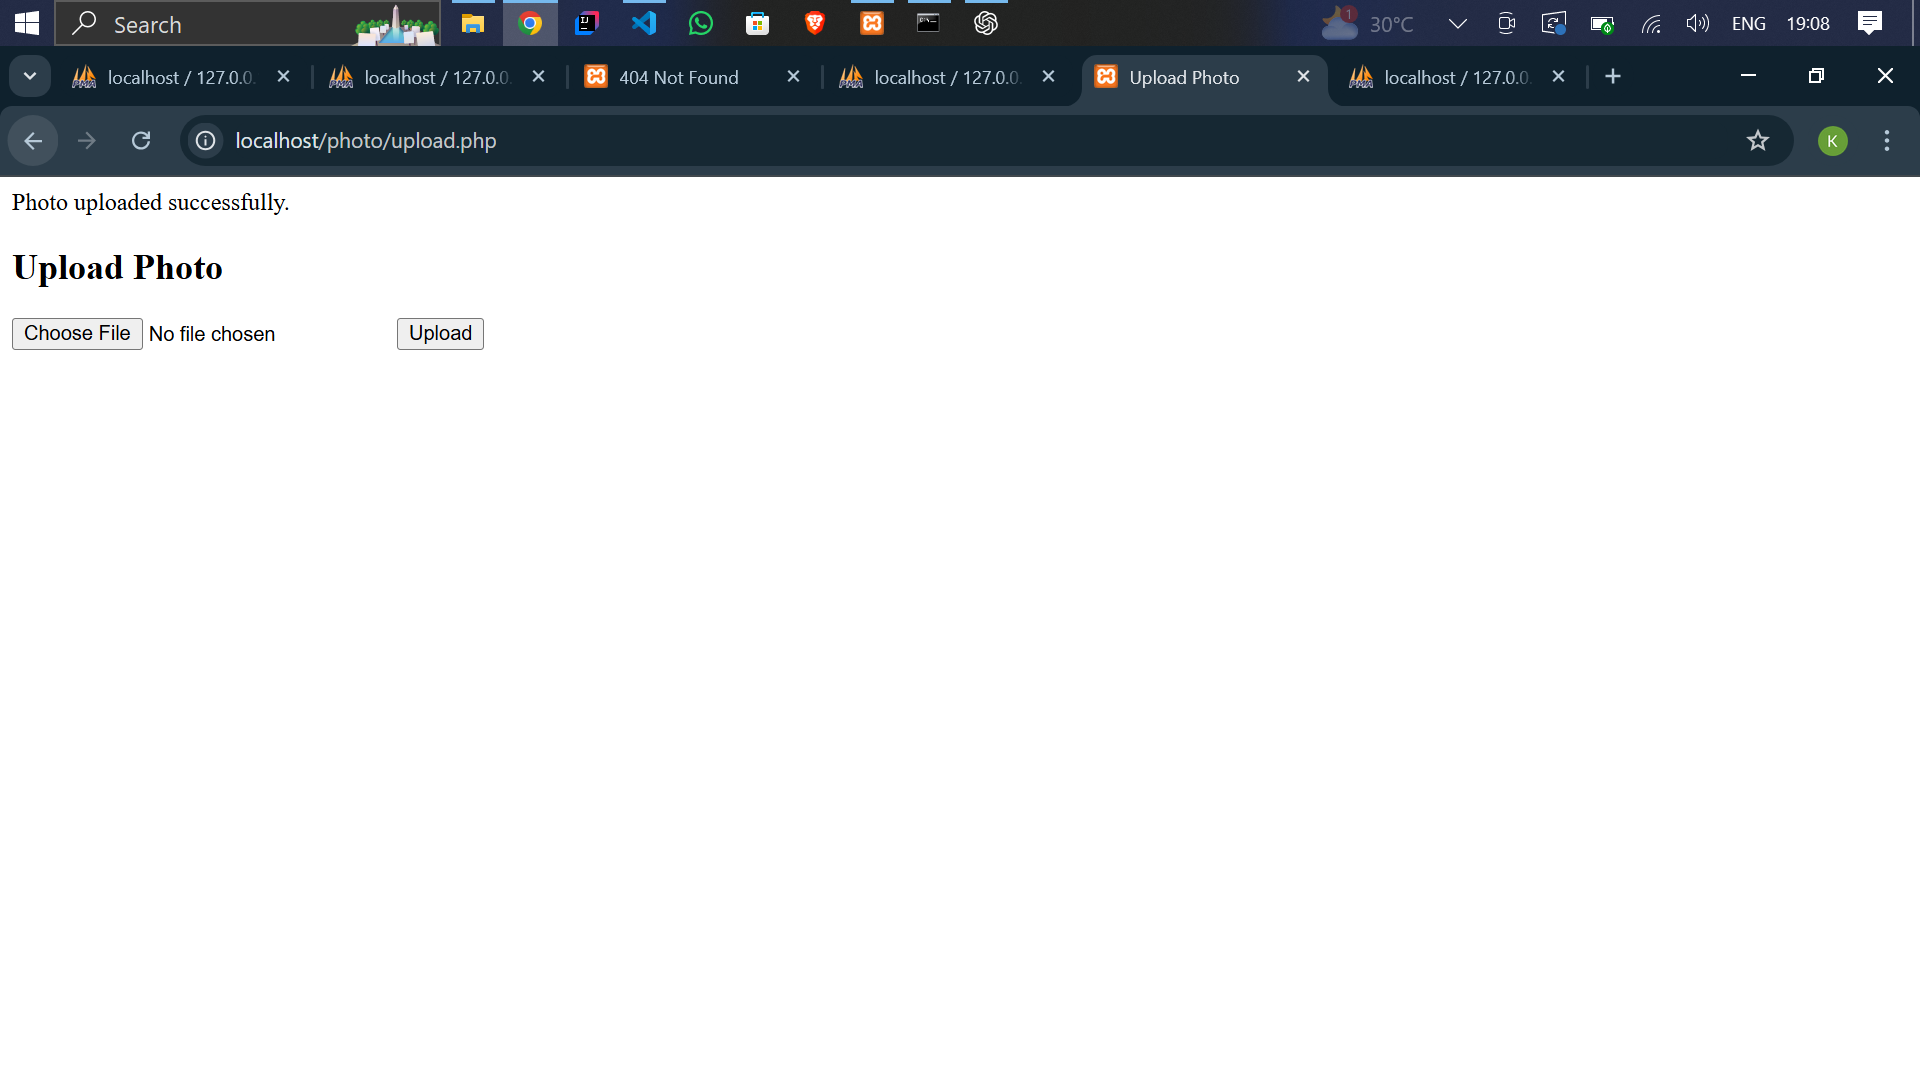 Search
1
30°C
ENG
19:08
localhost / 127.0.0.
localhost / 127.0.0.
404 Not Found
localhost / 127.0.0.
Upload Photo
localhost / 127.0.0.
localhost/photo/upload.php
K
Photo uploaded successfully.
Upload Photo
Choose File No file chosen
Upload